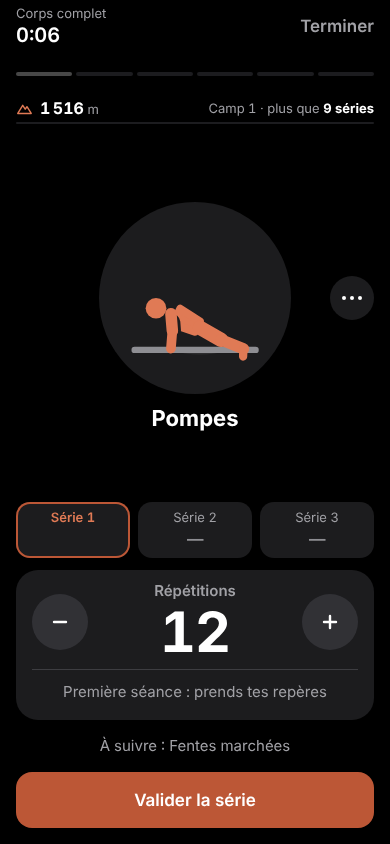 Corps complet
0:06
Terminer
1 516 m
Camp 1 · plus que 9 séries
Pompes
Série 1
Série 2
—
Série 3
—
Répétitions
12
Première séance : prends tes repères
À suivre : Fentes marchées
Valider la série